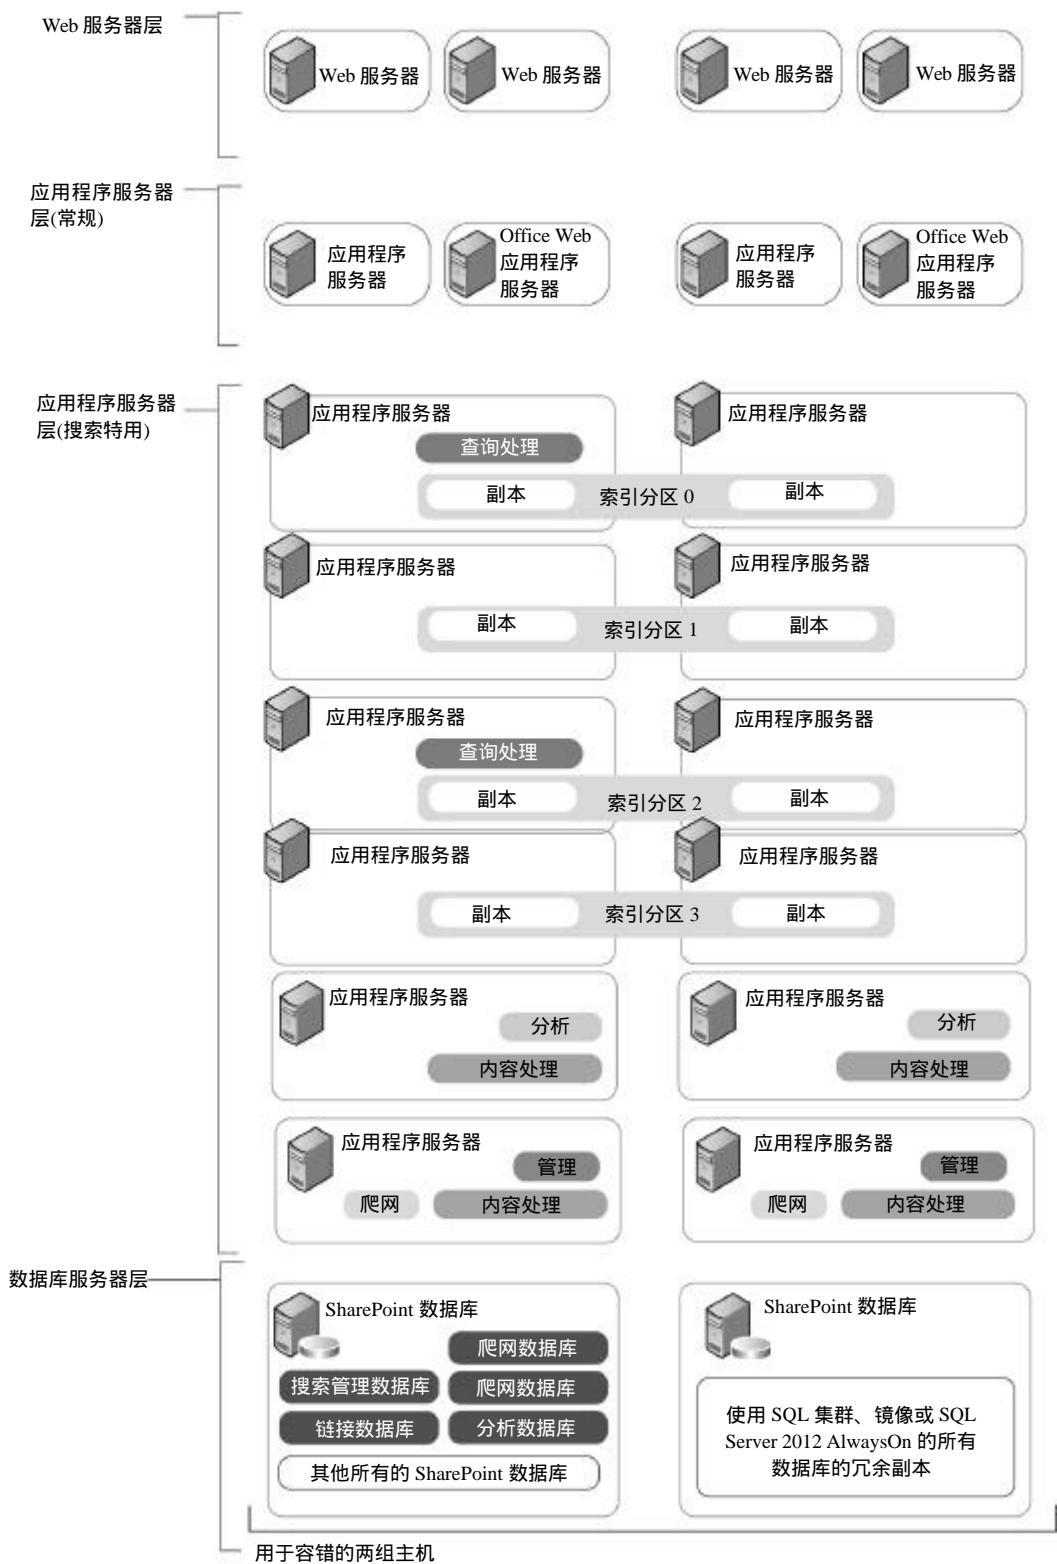 Web 服务器层
Web 服务器
Web 服务器
Web 服务器
Web 服务器
应用程序服务器
层(常规)
应用程序
服务器
Office Web
应用程序
服务器
应用程序
服务器
Office Web
应用程序
服务器
应用程序服务器
层(搜索特用)
应用程序服务器
查询处理
副本
索引分区 0
应用程序服务器
副本
应用程序服务器
副本
索引分区 1
应用程序服务器
副本
应用程序服务器
查询处理
副本
索引分区 2
应用程序服务器
副本
应用程序服务器
副本
索引分区 3
应用程序服务器
副本
应用程序服务器
分析
内容处理
应用程序服务器
分析
内容处理
应用程序服务器
管理
爬网
内容处理
应用程序服务器
管理
爬网
内容处理
数据库服务器层
SharePoint 数据库
爬网数据库
搜索管理数据库
爬网数据库
链接数据库
分析数据库
其他所有的 SharePoint 数据库
SharePoint 数据库
使用 SQL 集群、镜像或 SQL
Server 2012 AlwaysOn 的所有
数据库的冗余副本
用于容错的两组主机